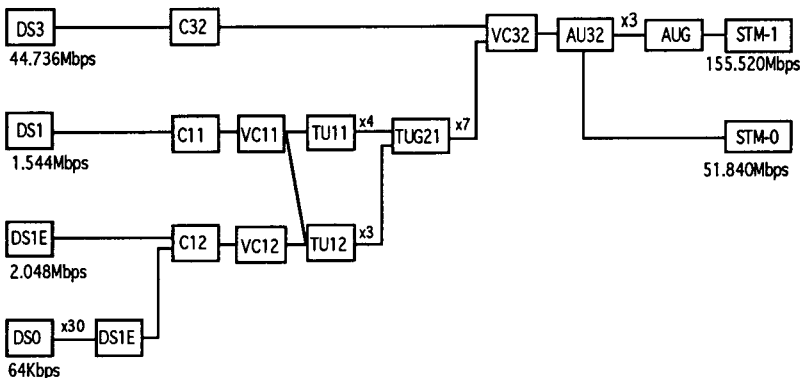 DS3
44.736Mbps
C32
VC32
AU32
x3
AUG
STM-1
155.520Mbps
DS1
1.544Mbps
C11
VC11
TU11
x4
TUG21
x7
STM-0
51.840Mbps
DS1E
2.048Mbps
C12
VC12
TU12
x3
DS0
64Kbps
x30
DS1E